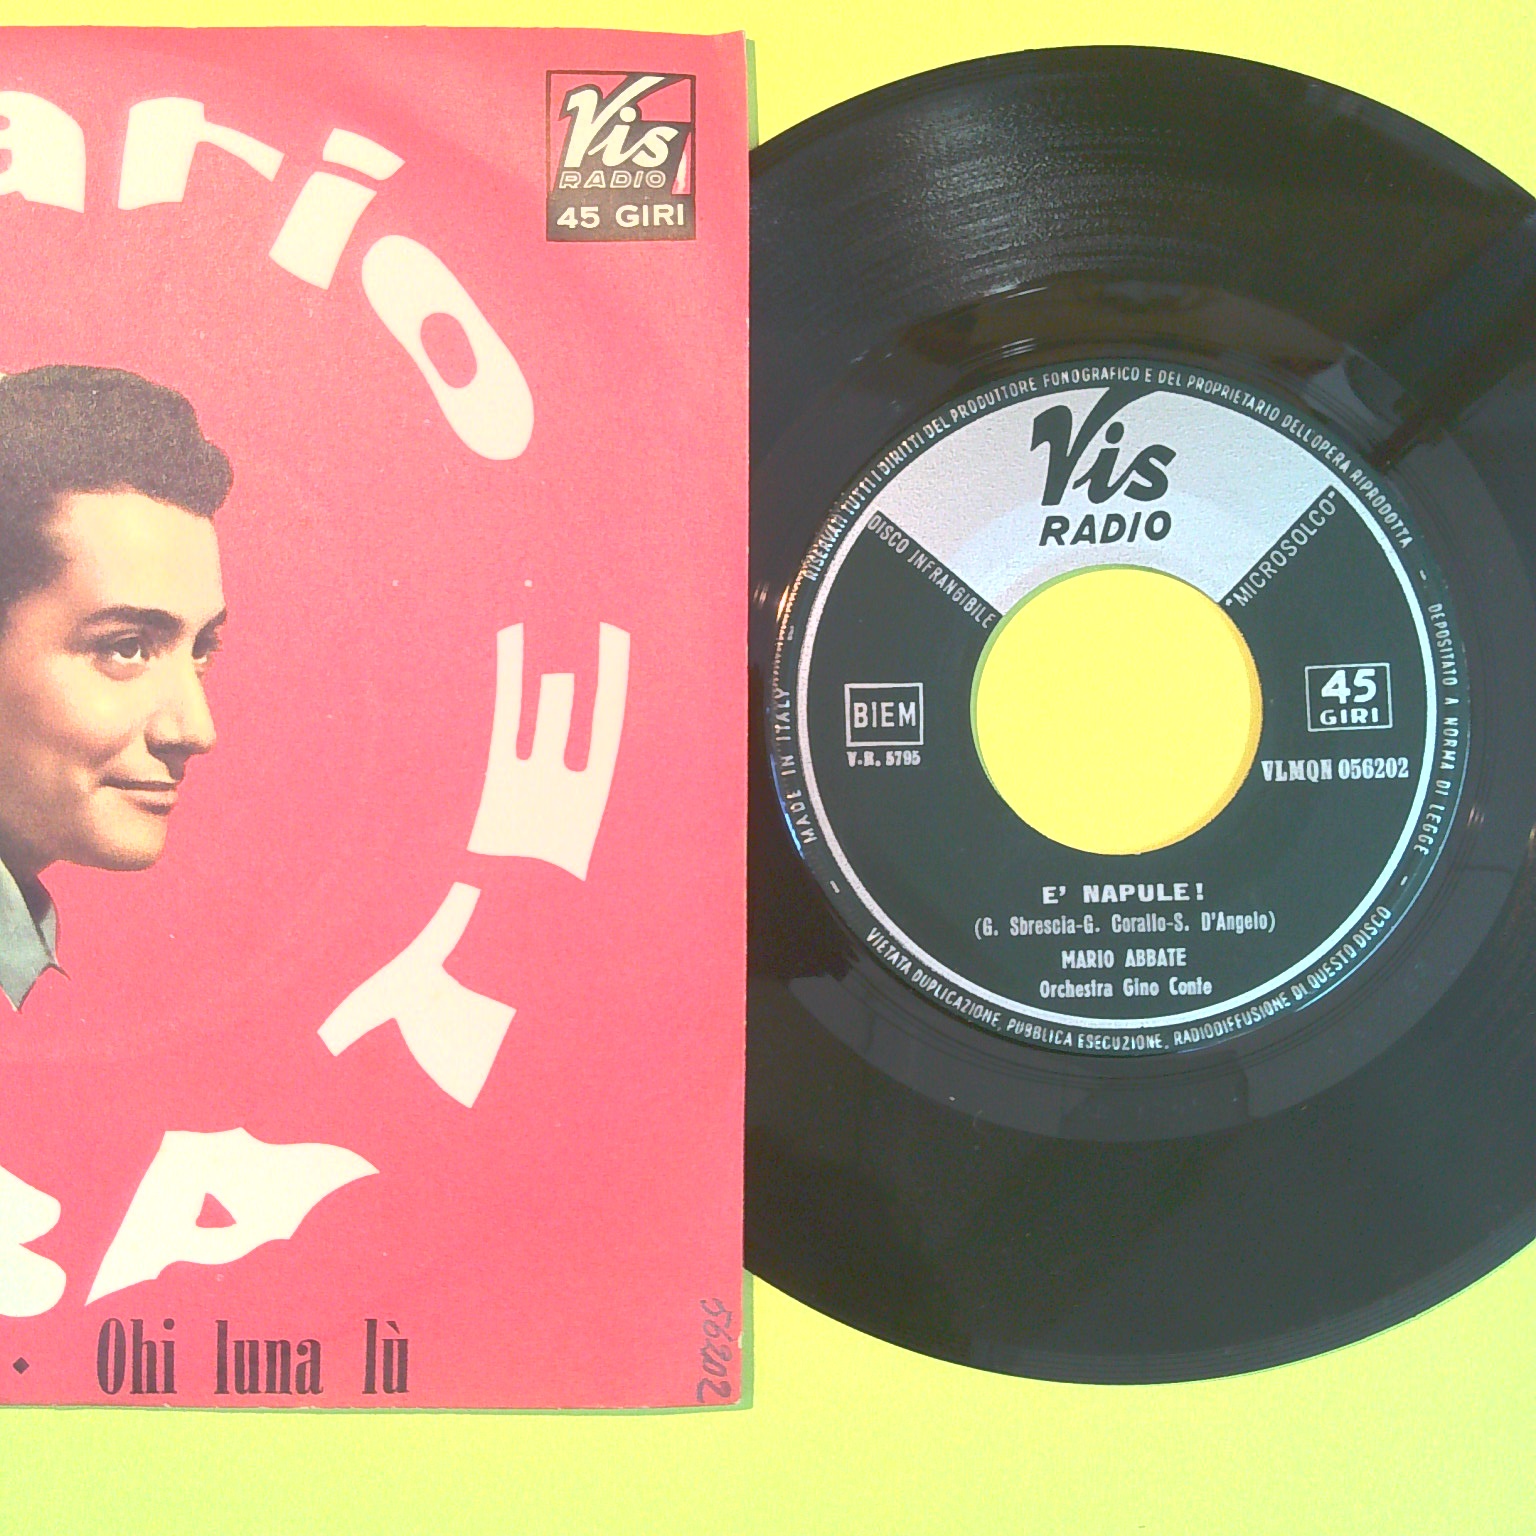 ario
Vis
RADIO
45 GIRI
ATE
Ohi luna lù
56202
RISERVATI TUTTI I DIRITTI DEL PRODUTTORE FONOGRAFICO E DEL PROPRIETARIO DELL'OPERA RIPRODOTTA - DEPOSITATO A NORMA DI LEGGE -
Vis
RADIO
DISCO INFRANGIBILE
"MICROSOLCO"
BIEM
V.R. 5795
45
GIRI
VLMQN 056202
E' NAPULE!
(G. Sbrescia-G. Corallo-S. D'Angelo)
MARIO ABBATE
Orchestra Gino Conte
VIETATA DUPLICAZIONE, PUBBLICA ESECUZIONE, RADIODIFFUSIONE DI QUESTO DISCO
MADE IN ITALY